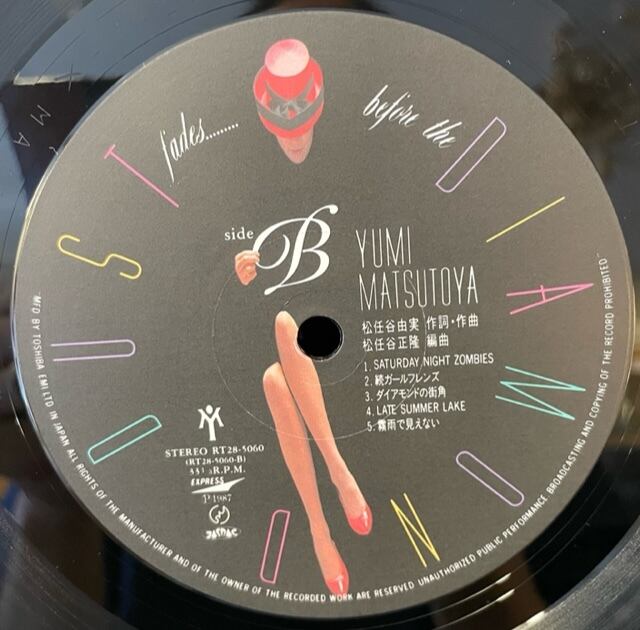 before the
DIAMOND DUST
fades.........
side B
YUMI
MATSUTOYA
松任谷由実 作詞・作曲
松任谷正隆 編曲
1. SATURDAY NIGHT ZOMBIES
2. 続ガールフレンズ
3. ダイアモンドの街角
4. LATE SUMMER LAKE
5. 霧雨で見えない
STEREO RT28-5060
(RT28-5060-B)
33 1/3 R.P.M.
EXPRESS
℗1987
JASRAC
"MFD BY TOSHIBA EMI LTD IN JAPAN ALL RIGHTS OF THE MANUFACTURER AND OF THE OWNER OF THE RECORDED WORK ARE RESERVED UNAUTHORIZED PUBLIC PERFORMANCE BROADCASTING AND COPYING OF THE RECORD PROHIBITED"